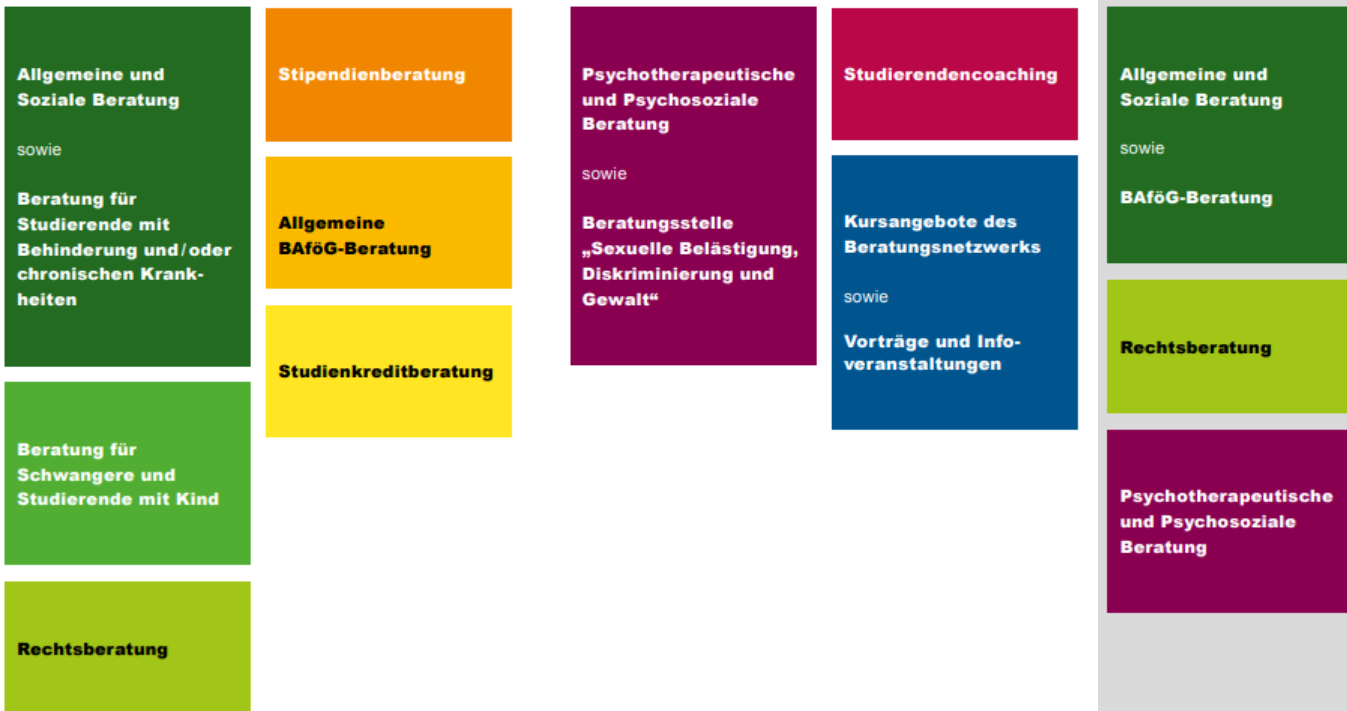 Allgemeine und
Soziale Beratung
sowie
Beratung für
Studierende mit
Behinderung und/oder
chronischen Krank-
heiten
Beratung für
Schwangere und
Studierende mit Kind
Rechtsberatung
Stipendienberatung
Allgemeine
BAföG-Beratung
Studienkreditberatung
Psychotherapeutische
und Psychosoziale
Beratung
sowie
Beratungsstelle
„Sexuelle Belästigung,
Diskriminierung und
Gewalt“
Studierendencoaching
Kursangebote des
Beratungsnetzwerks
sowie
Vorträge und Info-
veranstaltungen
Allgemeine und
Soziale Beratung
sowie
BAföG-Beratung
Rechtsberatung
Psychotherapeutische
und Psychosoziale
Beratung